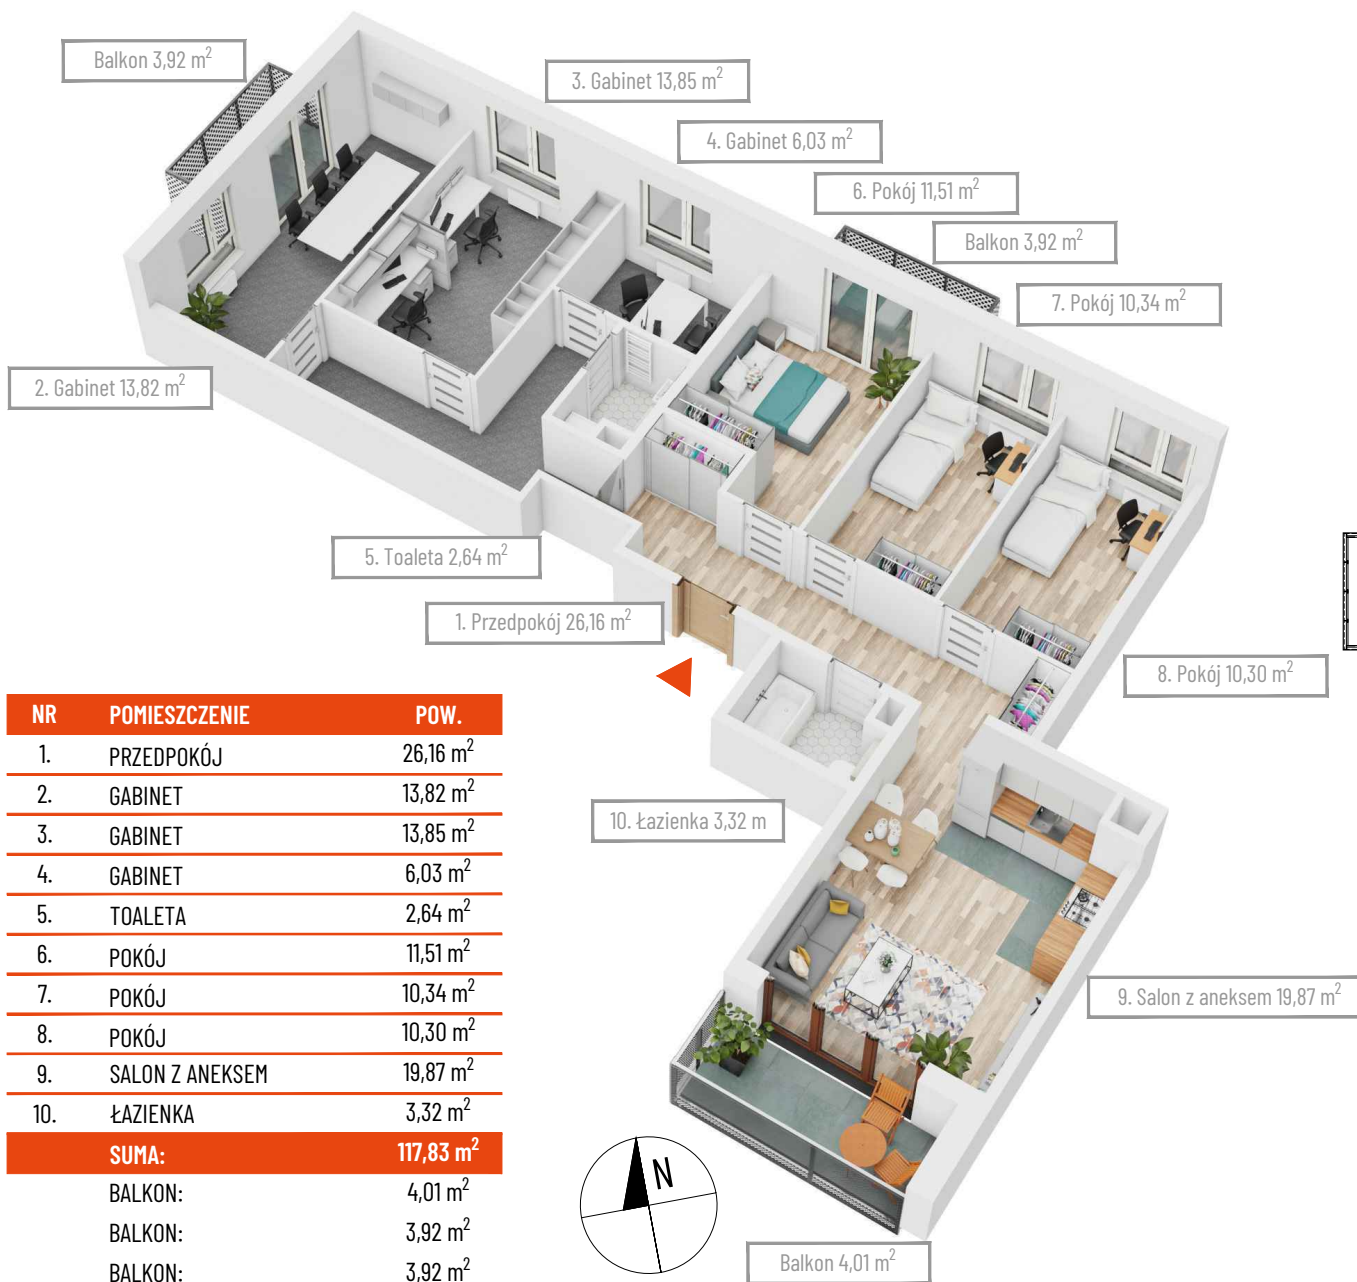 Balkon 3,92 m²
3. Gabinet 13,85 m²
4. Gabinet 6,03 m²
6. Pokój 11,51 m²
Balkon 3,92 m²
7. Pokój 10,34 m²
2. Gabinet 13,82 m²
5. Toaleta 2,64 m²
1. Przedpokój 26,16 m²
8. Pokój 10,30 m²
10. Łazienka 3,32 m
9. Salon z aneksem 19,87 m²
NR POMIESZCZENIE POW.
1. PRZEDPOKÓJ 26,16 m²
2. GABINET 13,82 m²
3. GABINET 13,85 m²
4. GABINET 6,03 m²
5. TOALETA 2,64 m²
6. POKÓJ 11,51 m²
7. POKÓJ 10,34 m²
8. POKÓJ 10,30 m²
9. SALON Z ANEKSEM 19,87 m²
10. ŁAZIENKA 3,32 m²
SUMA: 117,83 m²
BALKON: 4,01 m²
BALKON: 3,92 m²
BALKON: 3,92 m²
N
Balkon 4,01 m²